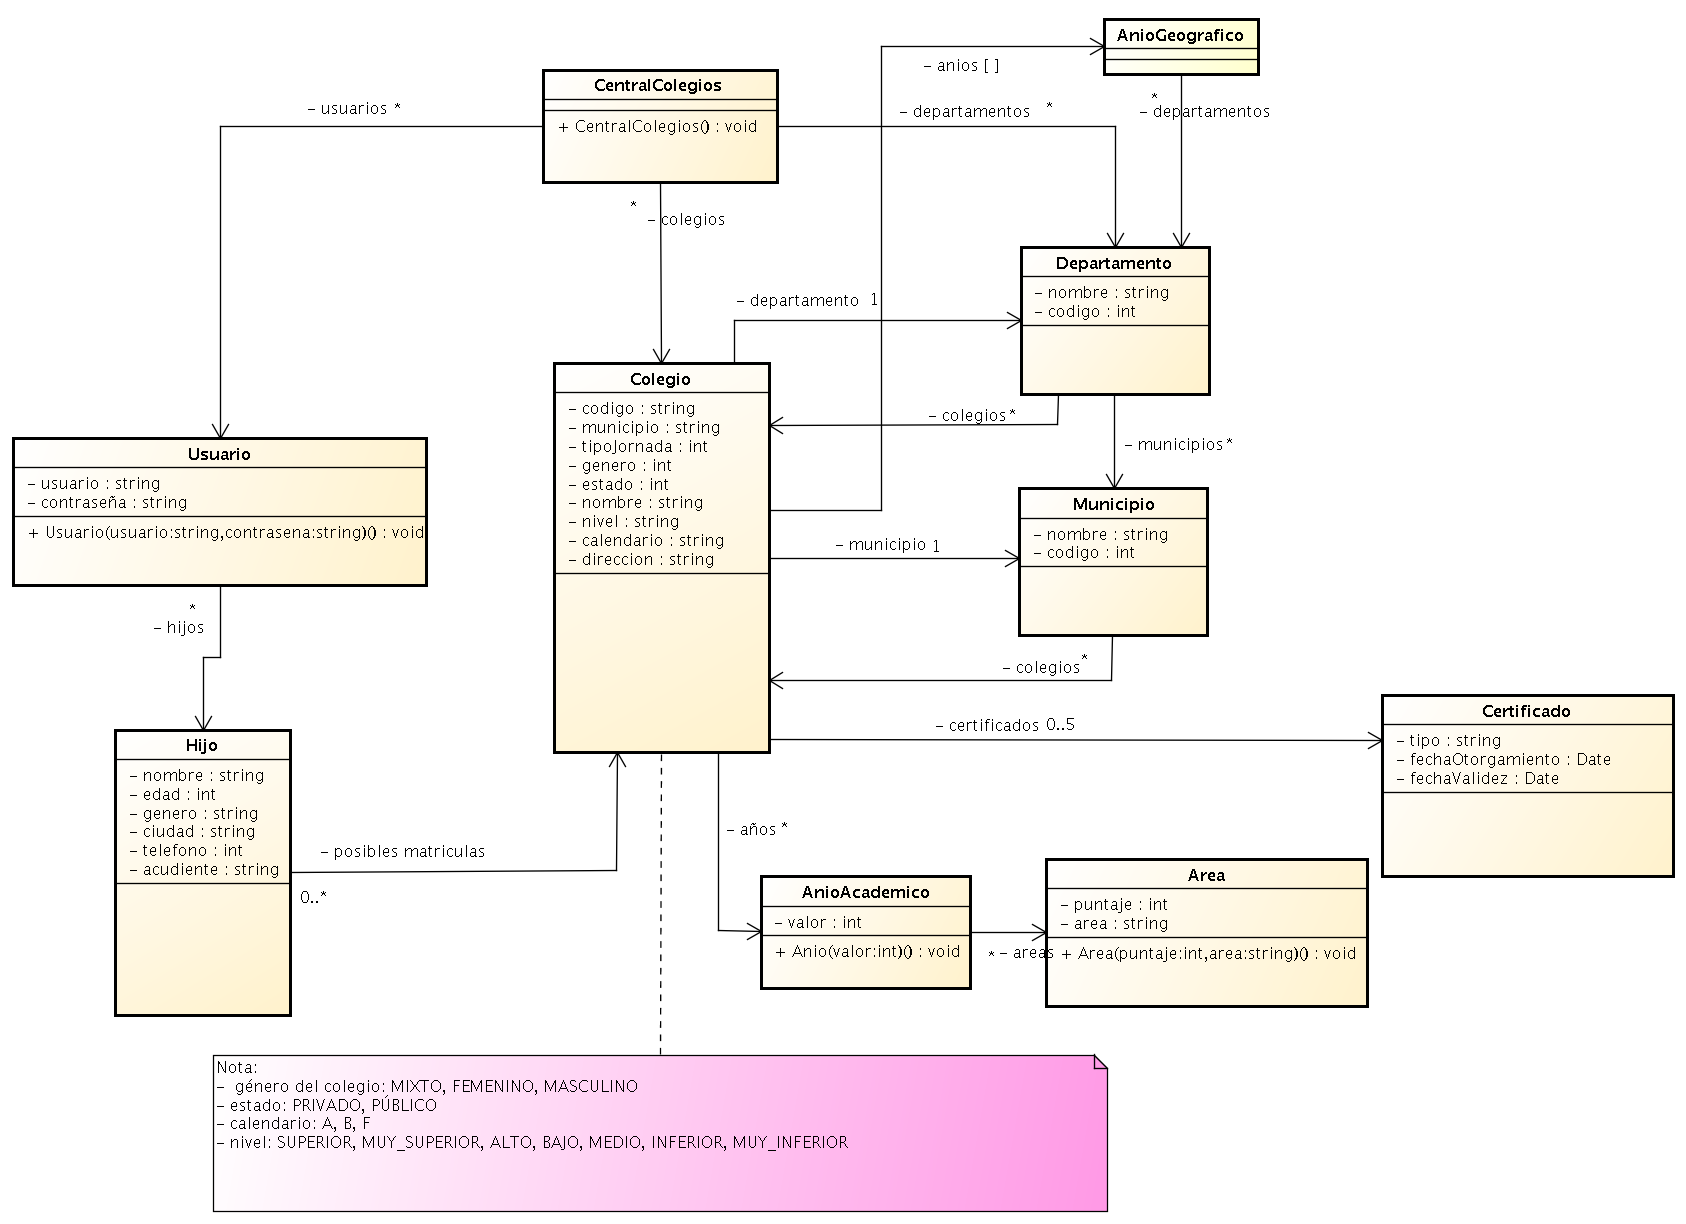 AnioGeografico
- anios [ ]
*
- departamentos
CentralColegios
+ CentralColegios() : void
- usuarios *
- departamentos *
*
- colegios
Departamento
- nombre : string
- codigo : int
- departamento 1
Colegio
- codigo : string
- municipio : string
- tipoJornada : int
- genero : int
- estado : int
- nombre : string
- nivel : string
- calendario : string
- direccion : string
- colegios *
- municipios *
Usuario
- usuario : string
- contraseña : string
+ Usuario(usuario:string,contrasena:string)() : void
Municipio
- nombre : string
- codigo : int
- municipio 1
*
- hijos
- colegios *
- certificados 0..5
Certificado
- tipo : string
- fechaOtorgamiento : Date
- fechaValidez : Date
Hijo
- nombre : string
- edad : int
- genero : string
- ciudad : string
- telefono : int
- acudiente : string
- posibles matriculas
0..*
- años *
AnioAcademico
- valor : int
+ Anio(valor:int)() : void
* - areas
Area
- puntaje : int
- area : string
+ Area(puntaje:int,area:string)() : void
Nota:
- género del colegio: MIXTO, FEMENINO, MASCULINO
- estado: PRIVADO, PÚBLICO
- calendario: A, B, F
- nivel: SUPERIOR, MUY_SUPERIOR, ALTO, BAJO, MEDIO, INFERIOR, MUY_INFERIOR